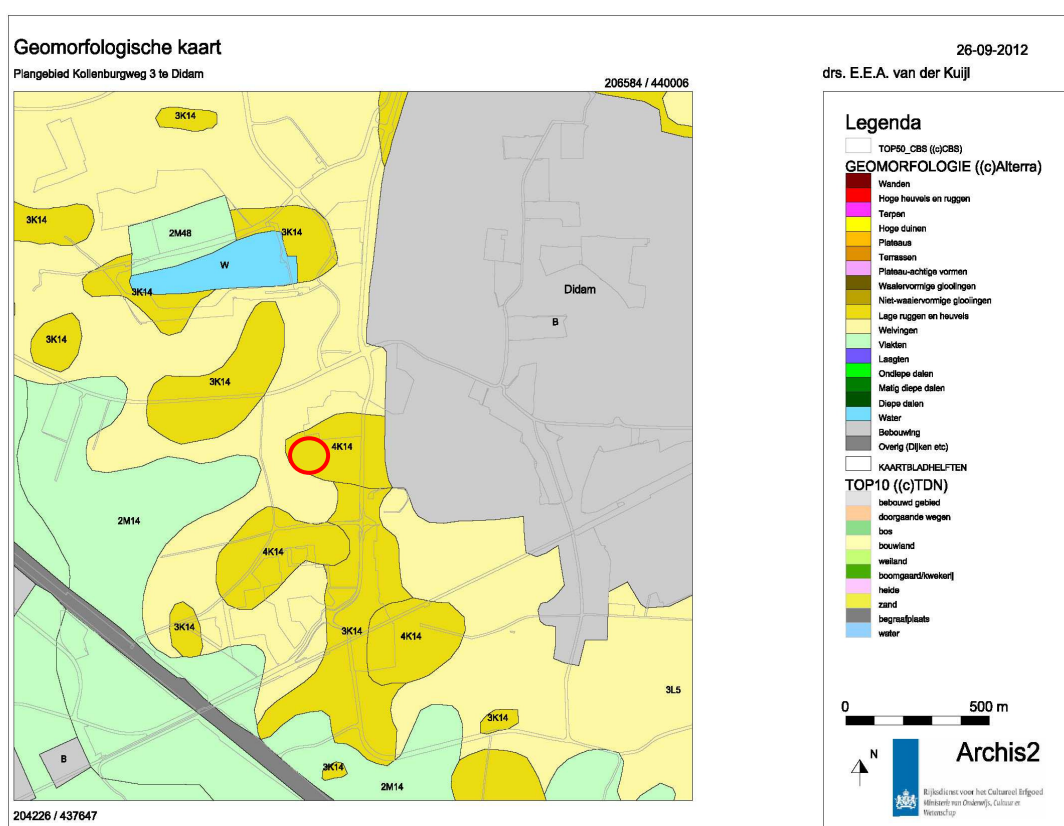 Geomorfologische kaart
26-09-2012
Plangebied Kollenburgweg 3 te Didam
drs. E.E.A. van der Kuijl
206584 / 440006
3K14
3K14
2M48
3K14
W
3K14
Didam
B
3K14
3K14
4K14
2M14
4K14
3K14
3K14
4K14
3L5
3K14
B
3K14
2M14
204226 / 437647
Legenda
TOP50_CBS ((c)CBS)
GEOMORFOLOGIE ((c)Alterra)
Wanden
Hoge heuvels en ruggen
Terpen
Hoge duinen
Plateaus
Terrassen
Plateau-achtige vormen
Waaiervormige glooiingen
Niet-waaiervormige glooiingen
Lage ruggen en heuvels
Welvingen
Vlakten
Laagten
Ondiepe dalen
Matig diepe dalen
Diepe dalen
Water
Bebouwing
Overig (Dijken etc)
KAARTBLADHELFTEN
TOP10 ((c)TDN)
bebouwd gebied
doorgaande wegen
bos
bouwland
weiland
boomgaard/kwekerij
heide
zand
begraafplaats
water
0 500 m
N
Archis2
Rijksdienst voor het Cultureel Erfgoed
Ministerie van Onderwijs, Cultuur en
Wetenschap